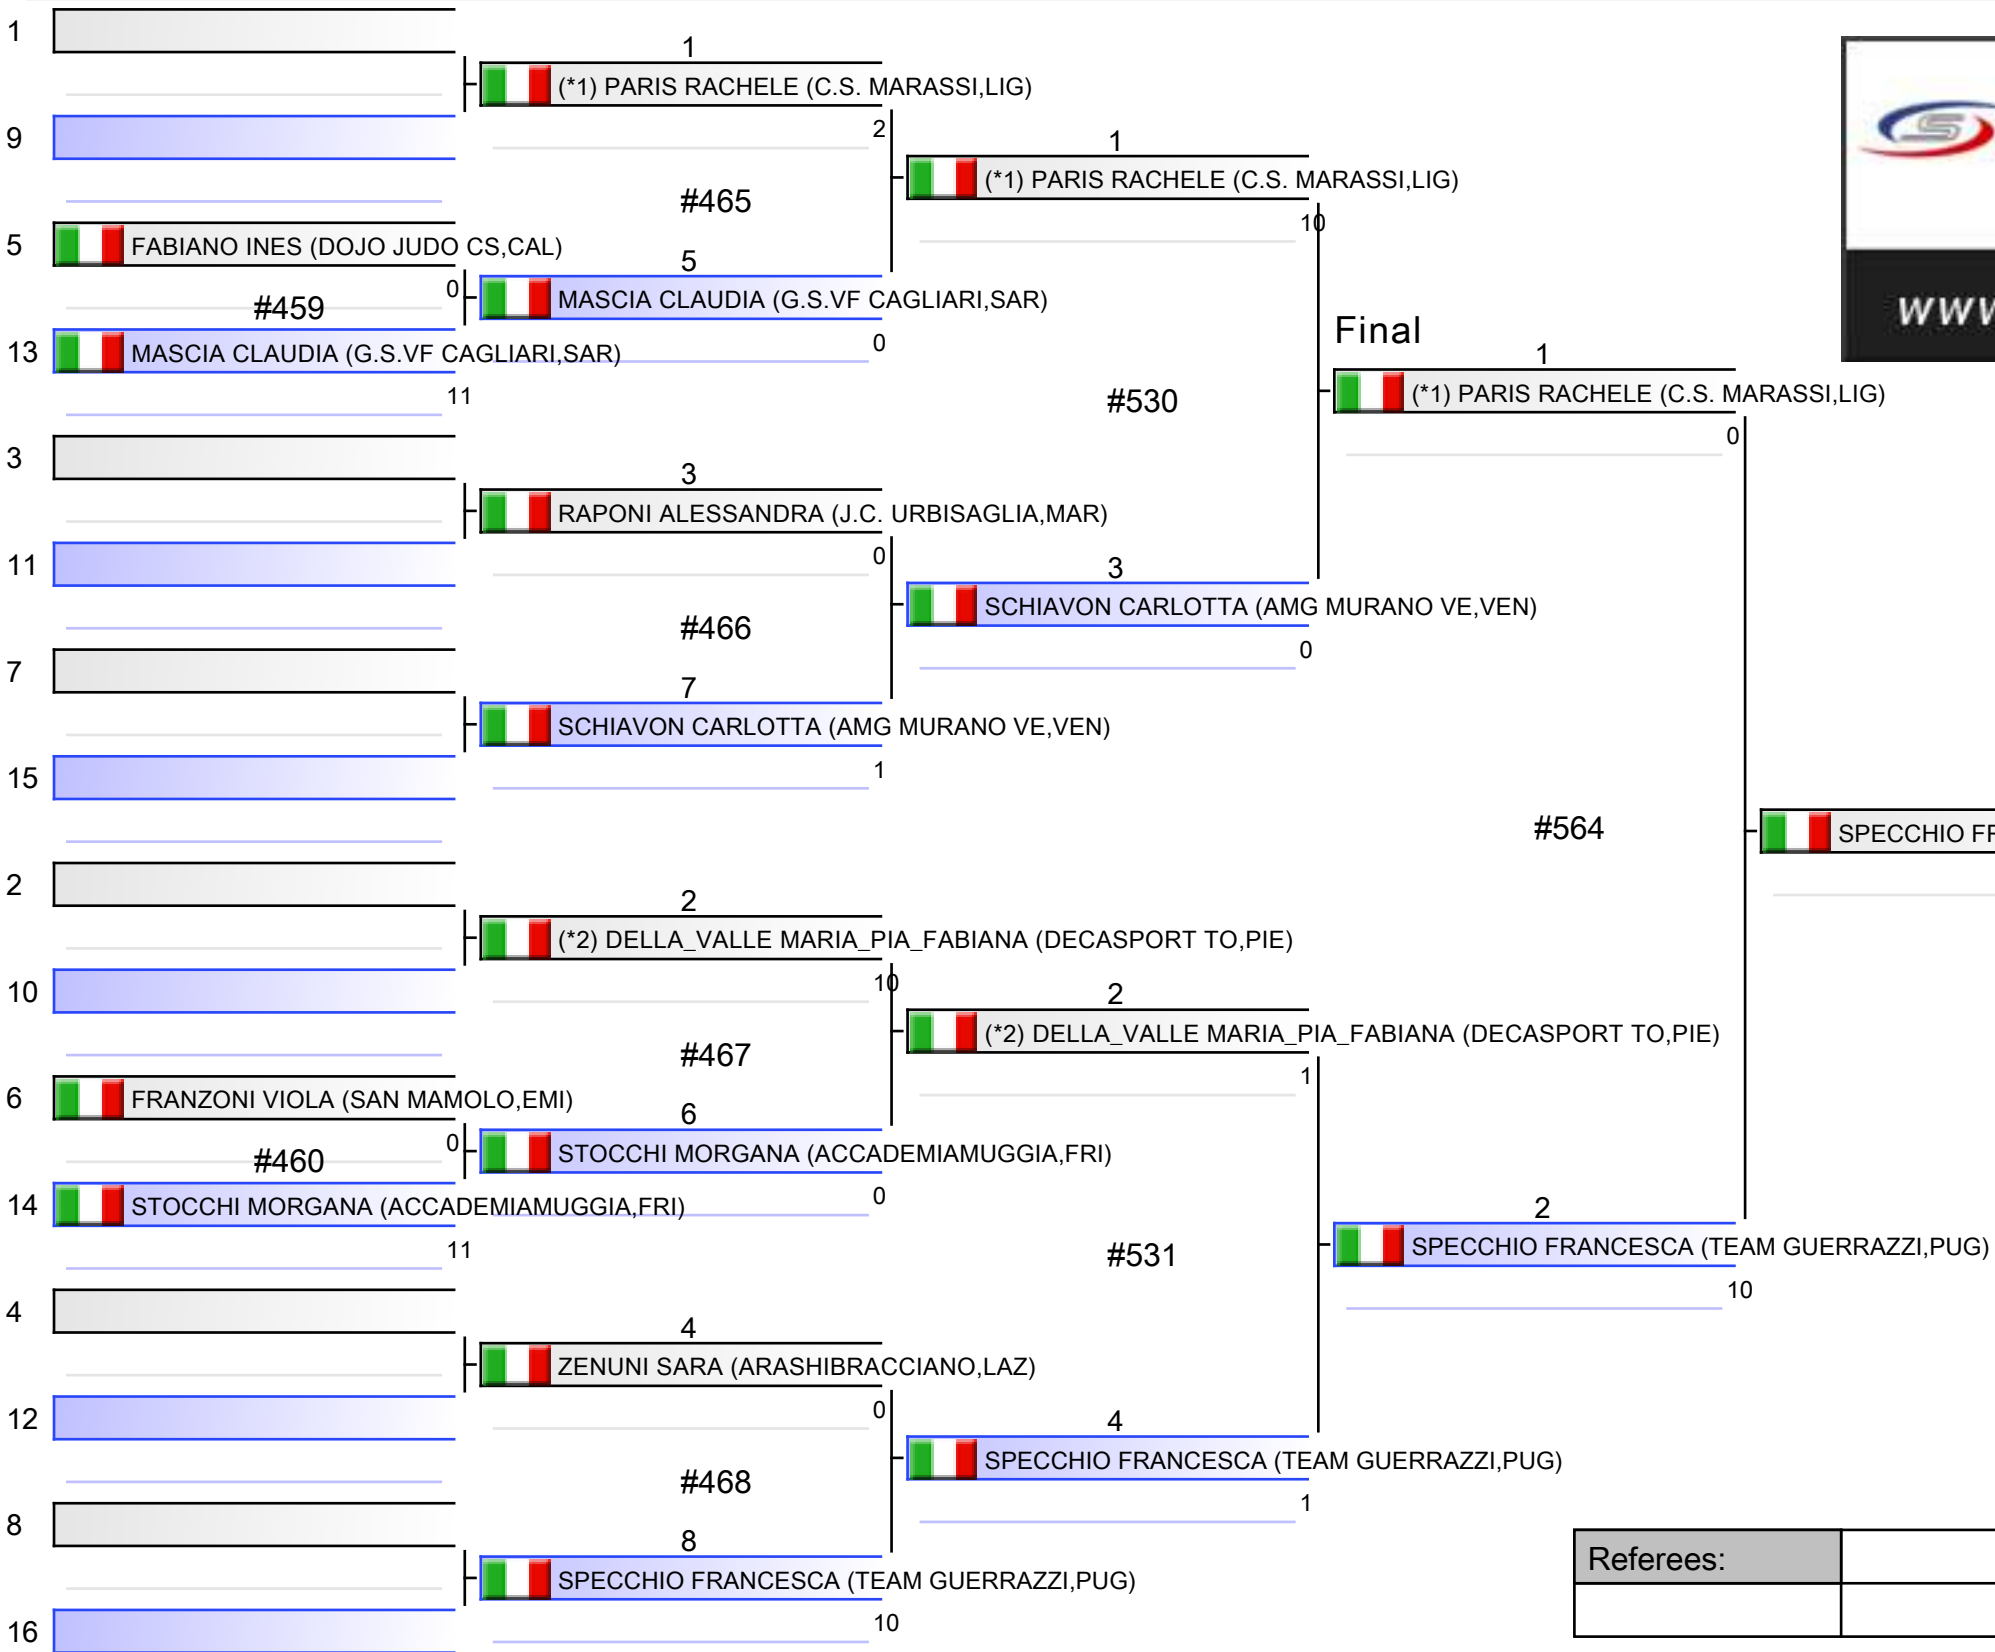 1
1
(*1) PARIS RACHELE (C.S. MARASSI,LIG)
2
9
1
(*1) PARIS RACHELE (C.S. MARASSI,LIG)
10
#465
5
FABIANO INES (DOJO JUDO CS,CAL)
0
5
MASCIA CLAUDIA (G.S.VF CAGLIARI,SAR)
0
#459
13
MASCIA CLAUDIA (G.S.VF CAGLIARI,SAR)
11
Final
1
(*1) PARIS RACHELE (C.S. MARASSI,LIG)
0
#530
3
3
RAPONI ALESSANDRA (J.C. URBISAGLIA,MAR)
0
11
3
SCHIAVON CARLOTTA (AMG MURANO VE,VEN)
0
#466
7
7
SCHIAVON CARLOTTA (AMG MURANO VE,VEN)
1
15
#564
SPECCHIO FR
2
2
(*2) DELLA_VALLE MARIA_PIA_FABIANA (DECASPORT TO,PIE)
10
10
2
(*2) DELLA_VALLE MARIA_PIA_FABIANA (DECASPORT TO,PIE)
1
#467
6
FRANZONI VIOLA (SAN MAMOLO,EMI)
0
6
STOCCHI MORGANA (ACCADEMIAMUGGIA,FRI)
0
#460
14
STOCCHI MORGANA (ACCADEMIAMUGGIA,FRI)
11
#531
2
SPECCHIO FRANCESCA (TEAM GUERRAZZI,PUG)
10
4
4
ZENUNI SARA (ARASHIBRACCIANO,LAZ)
0
12
4
SPECCHIO FRANCESCA (TEAM GUERRAZZI,PUG)
1
#468
8
8
SPECCHIO FRANCESCA (TEAM GUERRAZZI,PUG)
10
16
Referees:
S
www